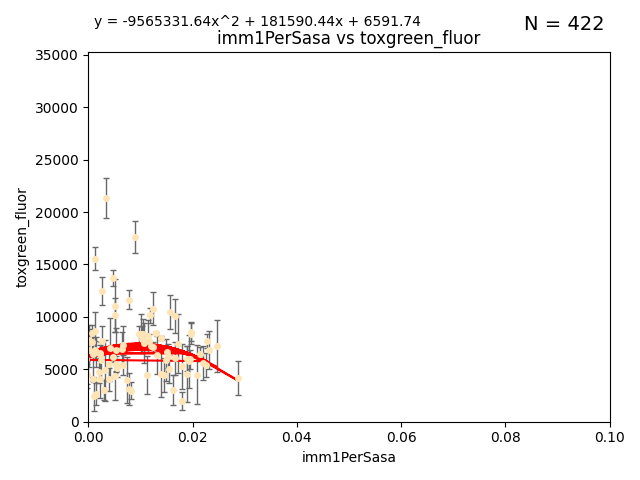 y = -9565331.64x^2 + 181590.44x + 6591.74
N = 422
imm1PerSasa vs toxgreen_fluor
35000
30000
25000
20000
15000
10000
5000
0
toxgreen_fluor
0.00 0.02 0.04 0.06 0.08 0.10
imm1PerSasa